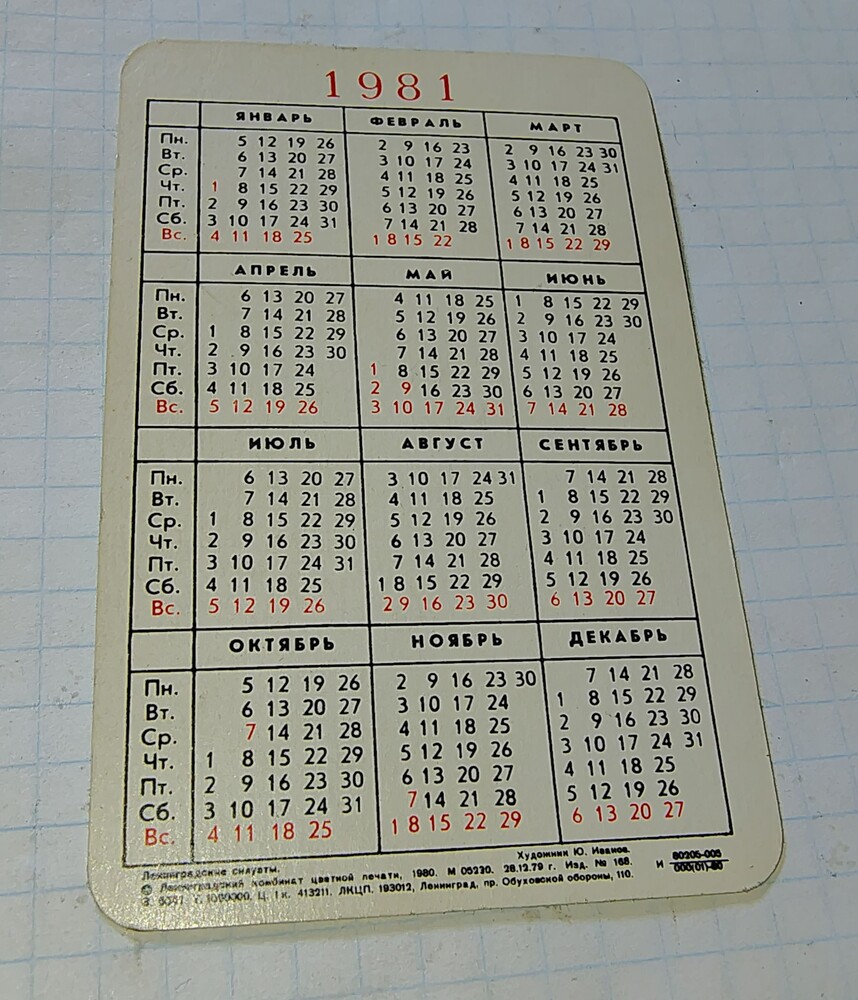 1981
ЯНВАРЬ ФЕВРАЛЬ МАРТ
Пн. 5 12 19 26 2 9 16 23 2 9 16 23 30
Вт. 6 13 20 27 3 10 17 24 3 10 17 24 31
Ср. 7 14 21 28 4 11 18 25 4 11 18 25
Чт. 1 8 15 22 29 5 12 19 26 5 12 19 26
Пт. 2 9 16 23 30 6 13 20 27 6 13 20 27
Сб. 3 10 17 24 31 7 14 21 28 7 14 21 28
Вс. 4 11 18 25 1 8 15 22 1 8 15 22 29
АПРЕЛЬ МАЙ ИЮНЬ
Пн. 6 13 20 27 4 11 18 25 1 8 15 22 29
Вт. 7 14 21 28 5 12 19 26 2 9 16 23 30
Ср. 1 8 15 22 29 6 13 20 27 3 10 17 24
Чт. 2 9 16 23 30 7 14 21 28 4 11 18 25
Пт. 3 10 17 24 1 8 15 22 29 5 12 19 26
Сб. 4 11 18 25 2 9 16 23 30 6 13 20 27
Вс. 5 12 19 26 3 10 17 24 31 7 14 21 28
ИЮЛЬ АВГУСТ СЕНТЯБРЬ
Пн. 6 13 20 27 3 10 17 24 31 7 14 21 28
Вт. 7 14 21 28 4 11 18 25 1 8 15 22 29
Ср. 1 8 15 22 29 5 12 19 26 2 9 16 23 30
Чт. 2 9 16 23 30 6 13 20 27 3 10 17 24
Пт. 3 10 17 24 31 7 14 21 28 4 11 18 25
Сб. 4 11 18 25 1 8 15 22 29 5 12 19 26
Вс. 5 12 19 26 2 9 16 23 30 6 13 20 27
ОКТЯБРЬ НОЯБРЬ ДЕКАБРЬ
Пн. 5 12 19 26 2 9 16 23 30 7 14 21 28
Вт. 6 13 20 27 3 10 17 24 1 8 15 22 29
Ср. 7 14 21 28 4 11 18 25 2 9 16 23 30
Чт. 1 8 15 22 29 5 12 19 26 3 10 17 24 31
Пт. 2 9 16 23 30 6 13 20 27 4 11 18 25
Сб. 3 10 17 24 31 7 14 21 28 5 12 19 26
Вс. 4 11 18 25 1 8 15 22 29 6 13 20 27
Ленинградские силуэты. Художник Ю. Иванов.
© Ленинградский комбинат цветной печати, 1980. М 05230. 28.12.79 г. Изд. № 168. И 80205-005
З. т. 1000000. Ц. 1 к. 413211. ЛКЦП. 193012, Ленинград, пр. Обуховской обороны, 110. 000(01)-80